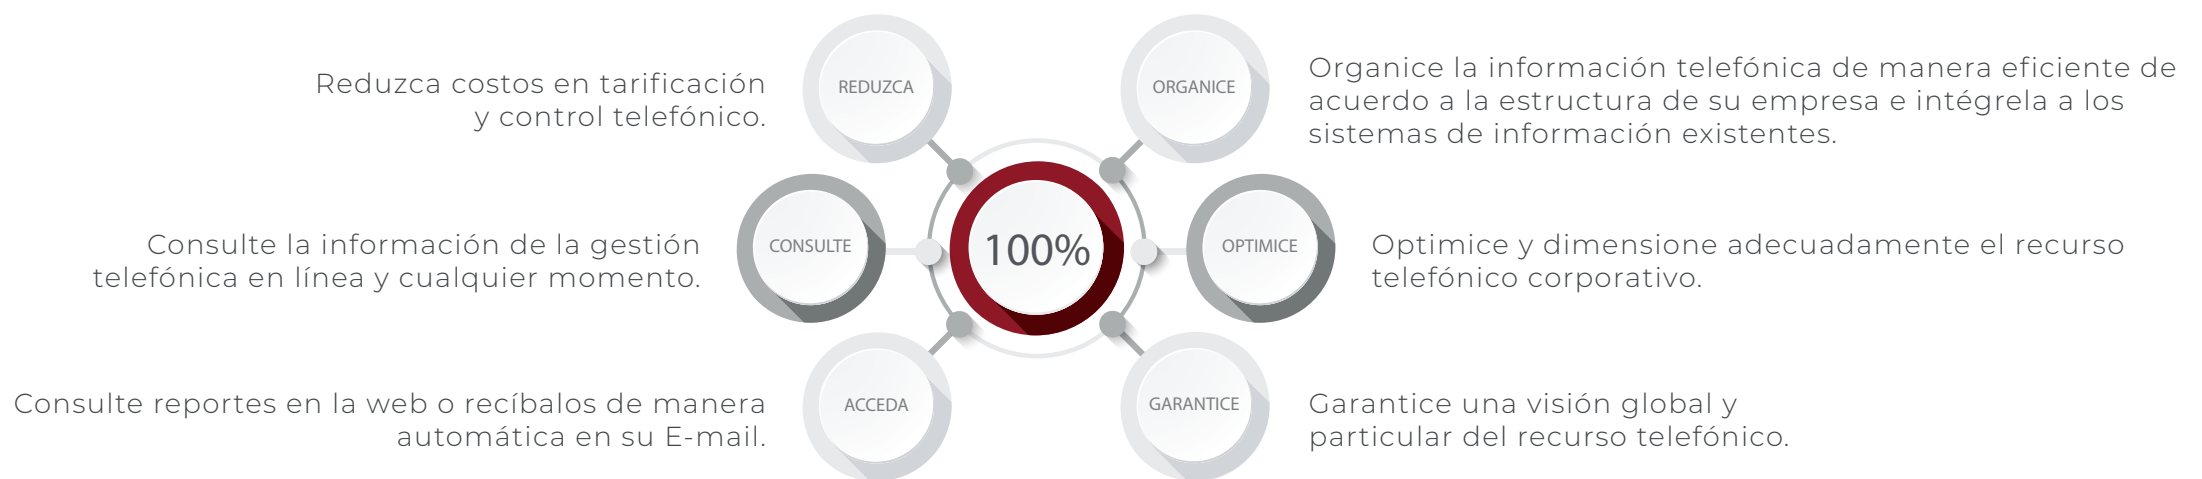 REDUZCA
Reduzca costos en tarificación
y control telefónico.
ORGANICE
Organice la información telefónica de manera eficiente de
acuerdo a la estructura de su empresa e intégrela a los
sistemas de información existentes.
CONSULTE
Consulte la información de la gestión
telefónica en línea y cualquier momento.
100%
OPTIMICE
Optimice y dimensione adecuadamente el recurso
telefónico corporativo.
ACCEDA
Consulte reportes en la web o recíbalos de manera
automática en su E-mail.
GARANTICE
Garantice una visión global y
particular del recurso telefónico.